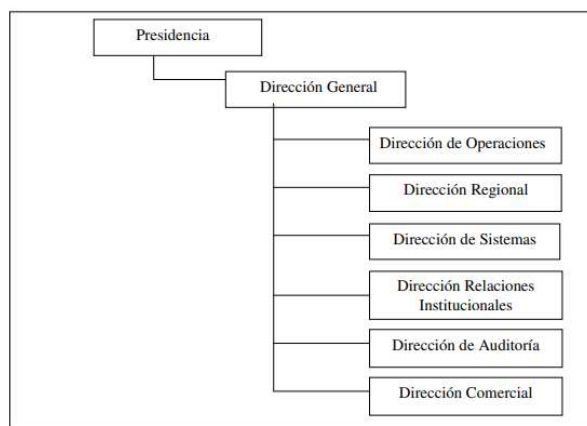 Presidencia
Dirección General
Dirección de Operaciones
Dirección Regional
Dirección de Sistemas
Dirección Relaciones
Institucionales
Dirección de Auditoría
Dirección Comercial